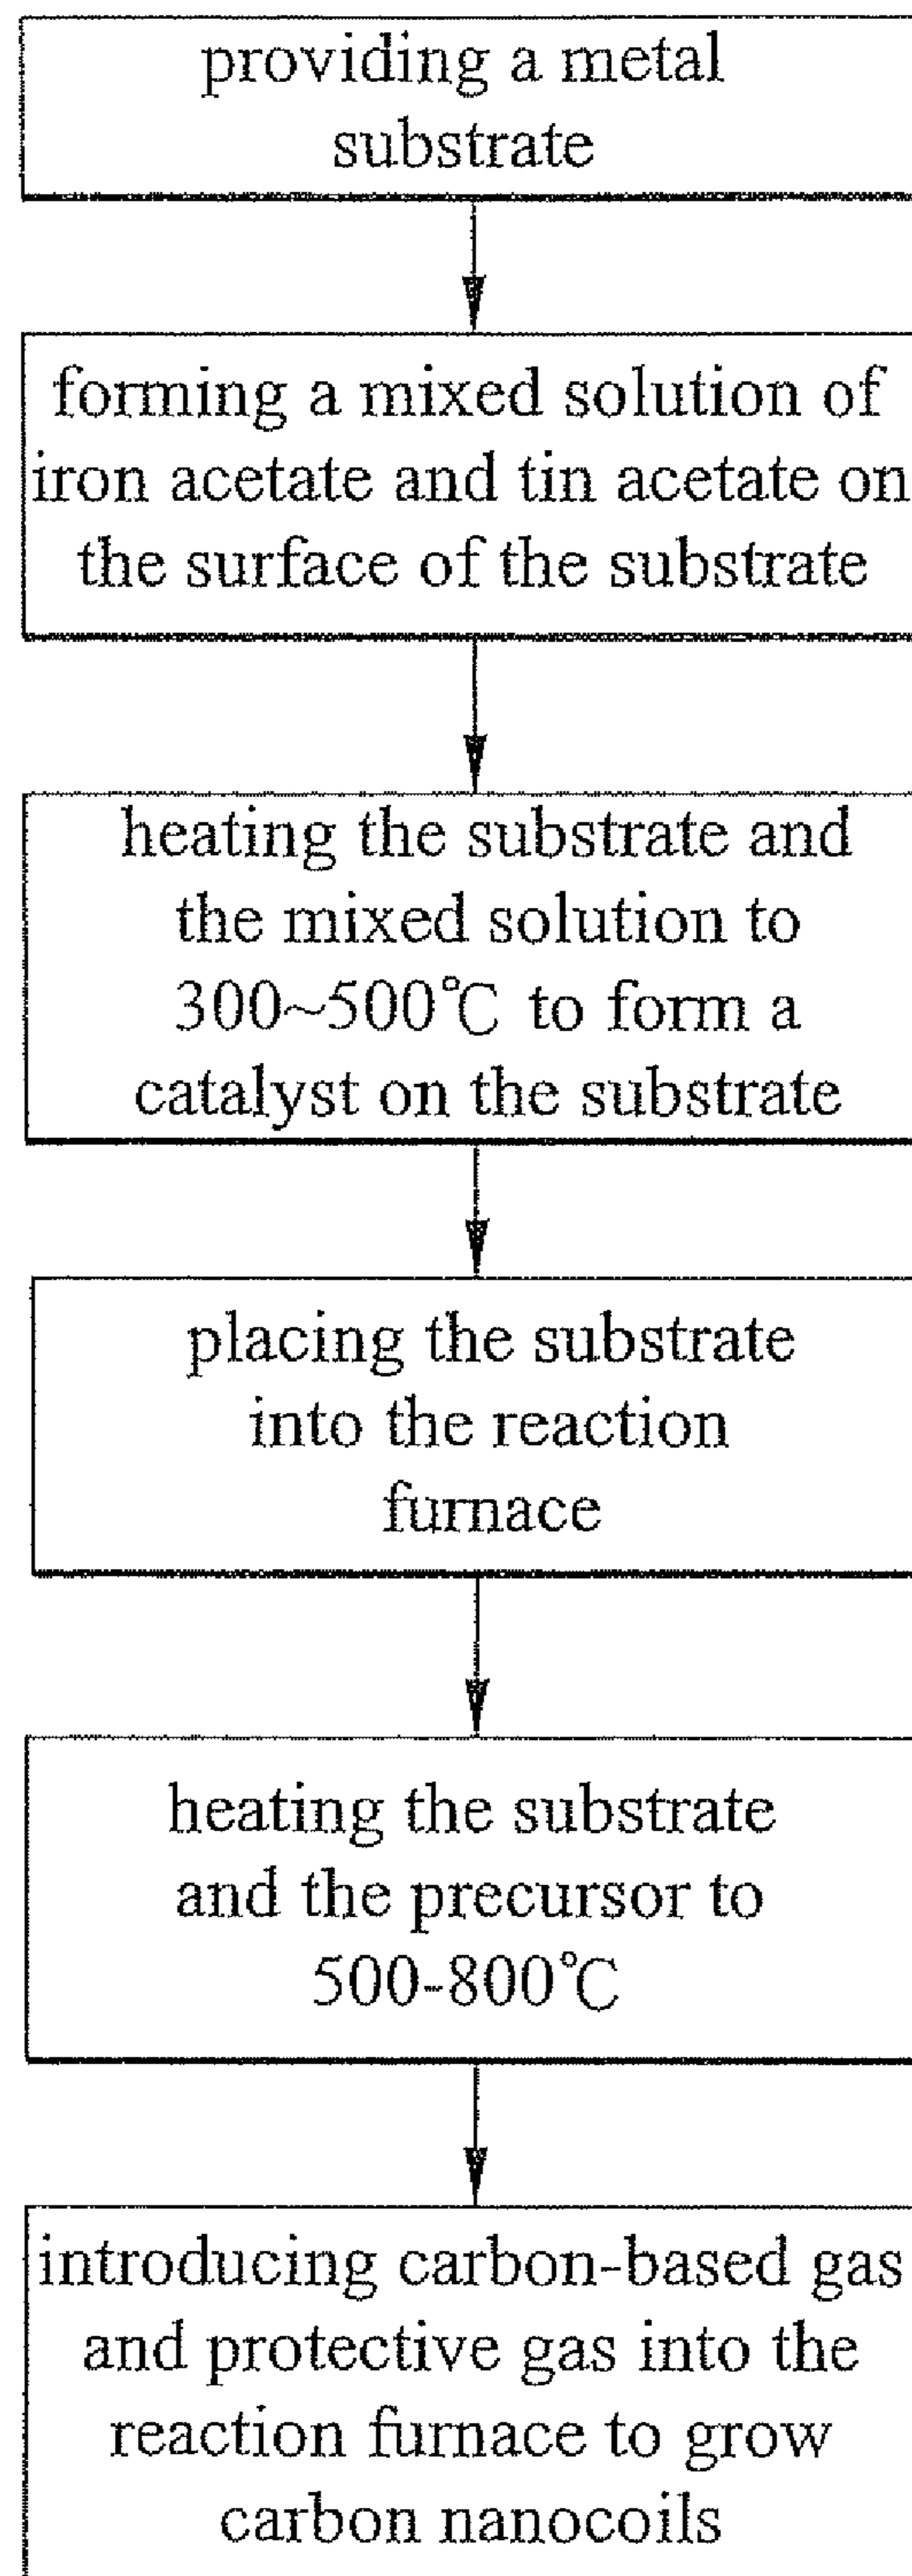 providing a metal
substrate
forming a mixed solution of
iron acetate and tin acetate on
the surface of the substrate
heating the substrate and
the mixed solution to
300~500℃ to form a
catalyst on the substrate
placing the substrate
into the reaction
furnace
heating the substrate
and the precursor to
500-800℃
introducing carbon-based gas
and protective gas into the
reaction furnace to grow
carbon nanocoils